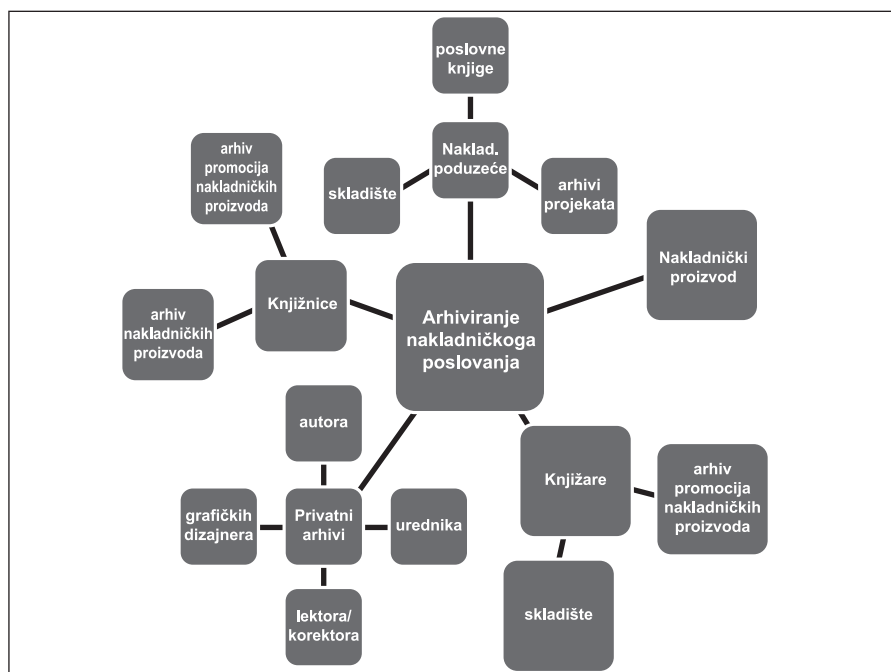 poslovne
knjige
Naklad.
poduzeće
skladište
arhivi
projekata
arhiv
promocija
nakladničkih
proizvoda
Knjižnice
arhiv
nakladničkih
proizvoda
Arhiviranje
nakladničkoga
poslovanja
Nakladnički
proizvod
autora
grafičkih
dizajnera
Privatni
arhivi
urednika
lektora/
korektora
Knjižare
arhiv
promocija
nakladničkih
proizvoda
skladište